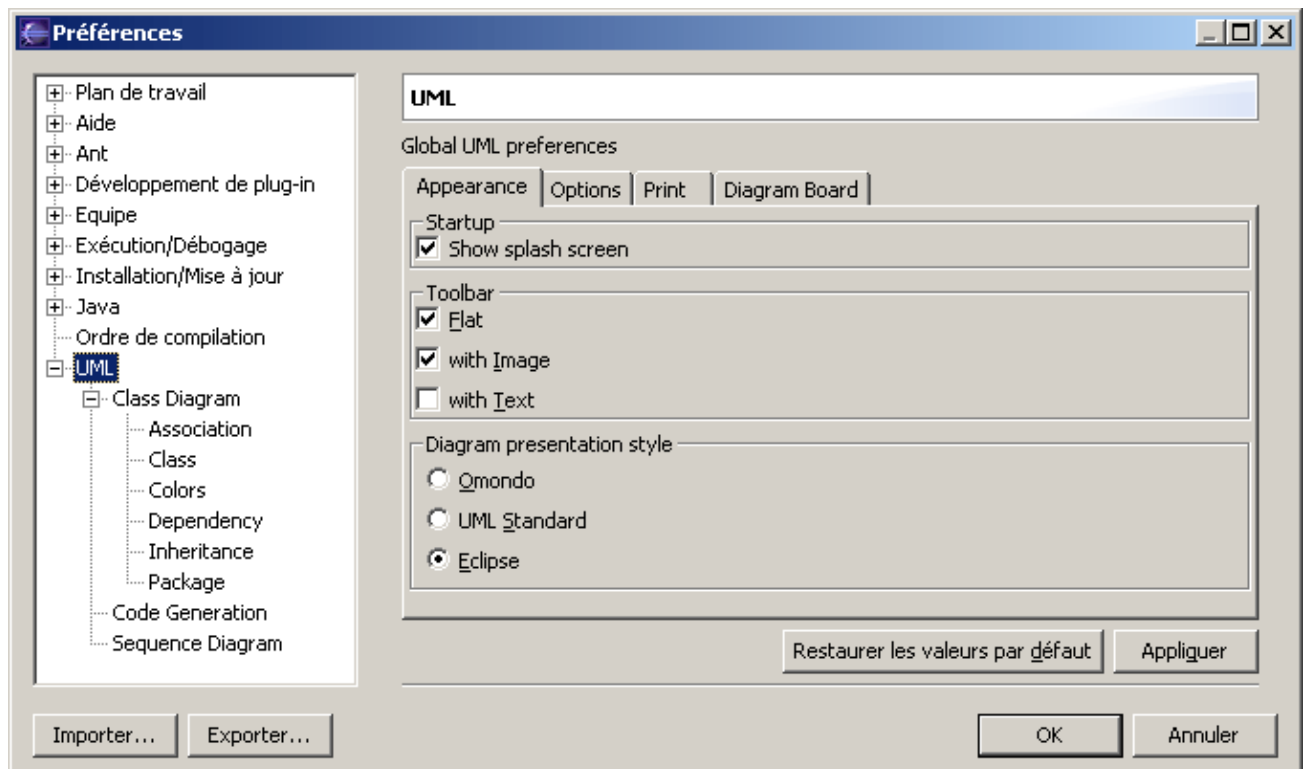 Préférences
Plan de travail
Aide
Ant
Développement de plug-in
Equipe
Exécution/Débogage
Installation/Mise à jour
Java
Ordre de compilation
UML
Class Diagram
Association
Class
Colors
Dependency
Inheritance
Package
Code Generation
Sequence Diagram
UML
Global UML preferences
Appearance Options Print Diagram Board
Startup
Show splash screen
Toolbar
Flat
with Image
with Text
Diagram presentation style
Omondo
UML Standard
Eclipse
Restaurer les valeurs par défaut Appliquer
Importer... Exporter... OK Annuler